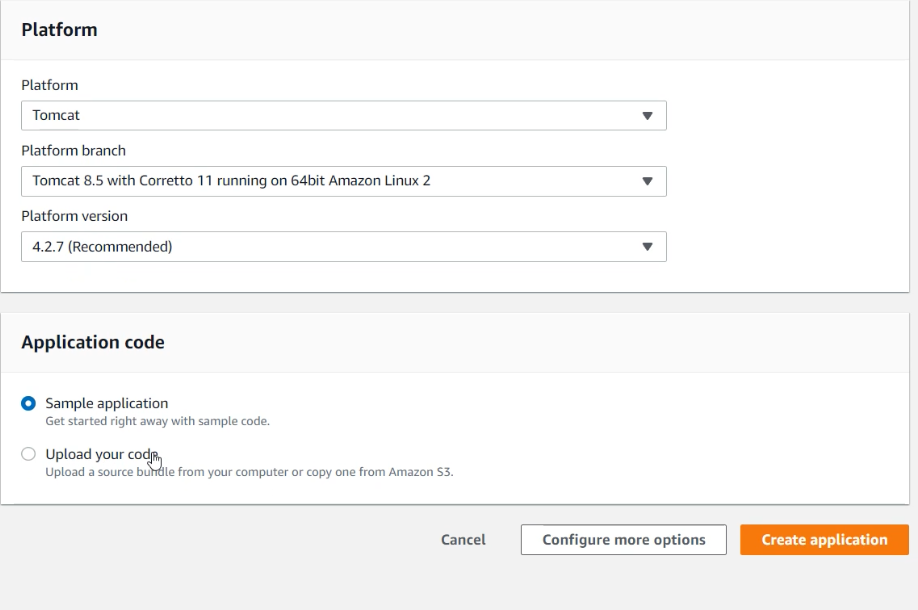 Platform
Platform
Tomcat
Platform branch
Tomcat 8.5 with Corretto 11 running on 64bit Amazon Linux 2
Platform version
4.2.7 (Recommended)
Application code
Sample application
Get started right away with sample code.
Upload your code
Upload a source bundle from your computer or copy one from Amazon S3.
Cancel
Configure more options
Create application